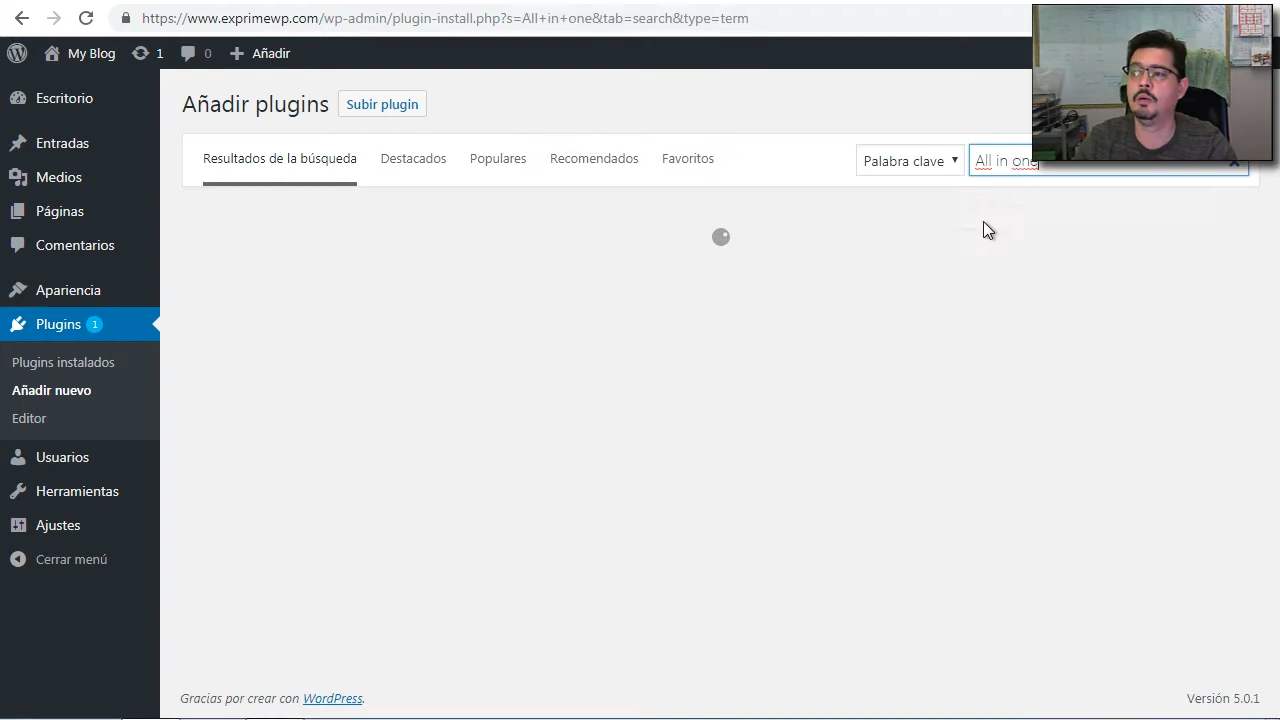 https://www.exprimewp.com/wp-admin/plugin-install.php?s=All+in+one&tab=search&type=term
My Blog 1 0 Añadir
Escritorio
Entradas
Medios
Páginas
Comentarios
Apariencia
Plugins 1
Plugins instalados
Añadir nuevo
Editor
Usuarios
Herramientas
Ajustes
Cerrar menú
Añadir plugins Subir plugin
Resultados de la búsqueda Destacados Populares Recomendados Favoritos Palabra clave All in one
Gracias por crear con WordPress. Versión 5.0.1